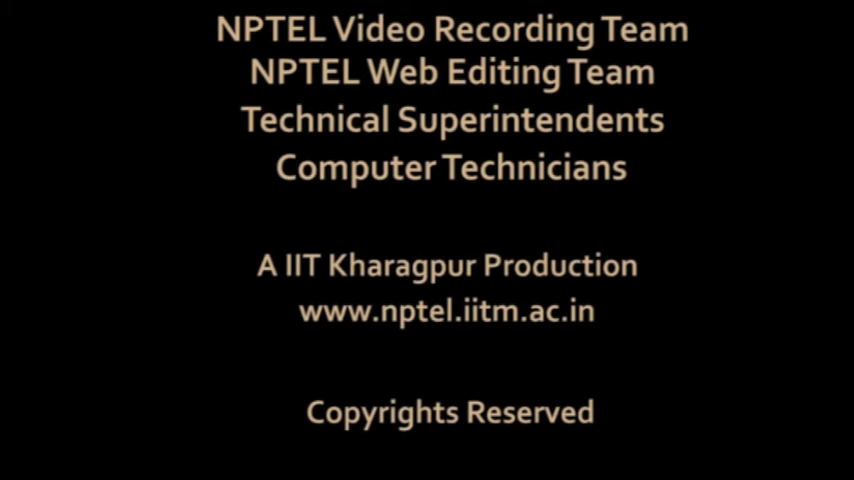 NPTEL Video Recording Team
NPTEL Web Editing Team
Technical Superintendents
Computer Technicians
A IIT Kharagpur Production
www.nptel.iitm.ac.in
Copyrights Reserved